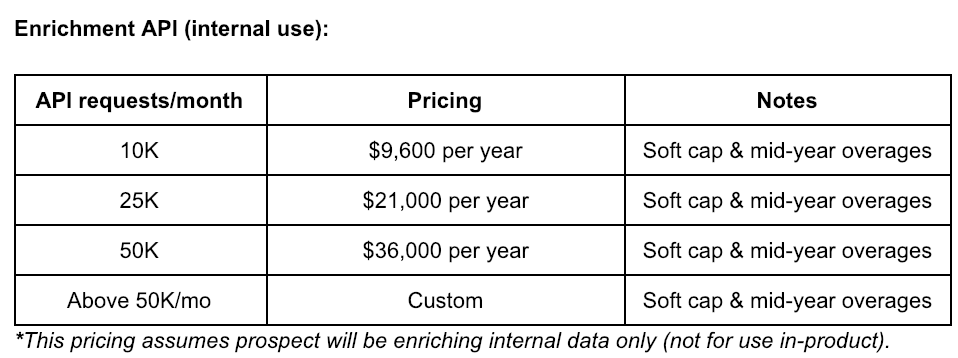 Enrichment API (internal use):
API requests/month Pricing Notes
10K $9,600 per year Soft cap & mid-year overages
25K $21,000 per year Soft cap & mid-year overages
50K $36,000 per year Soft cap & mid-year overages
Above 50K/mo Custom Soft cap & mid-year overages
*This pricing assumes prospect will be enriching internal data only (not for use in-product).